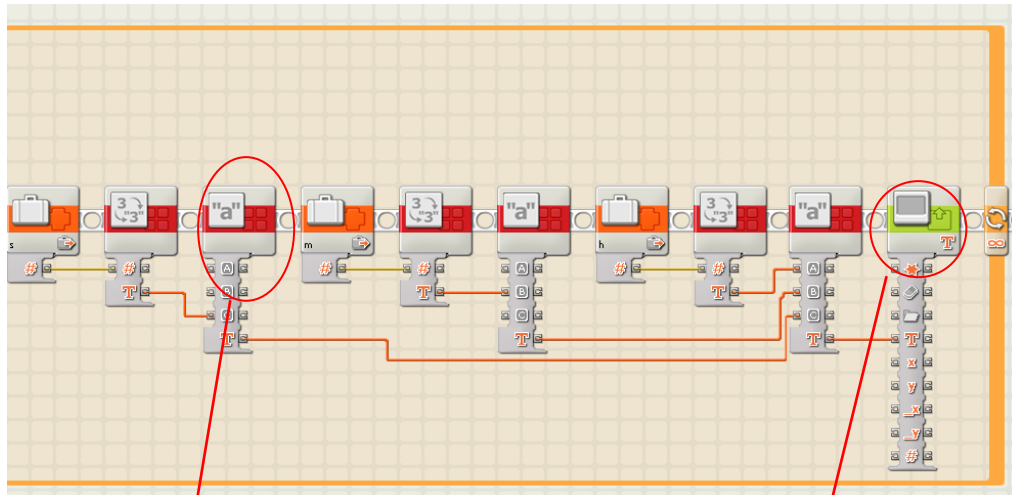 3 "3" "a" 3 "3" "a" 3 "3" "a"
s m h T
# # A # # A # # A
T B T B T B
C C C T
T T T
x
y
_x
_y
#